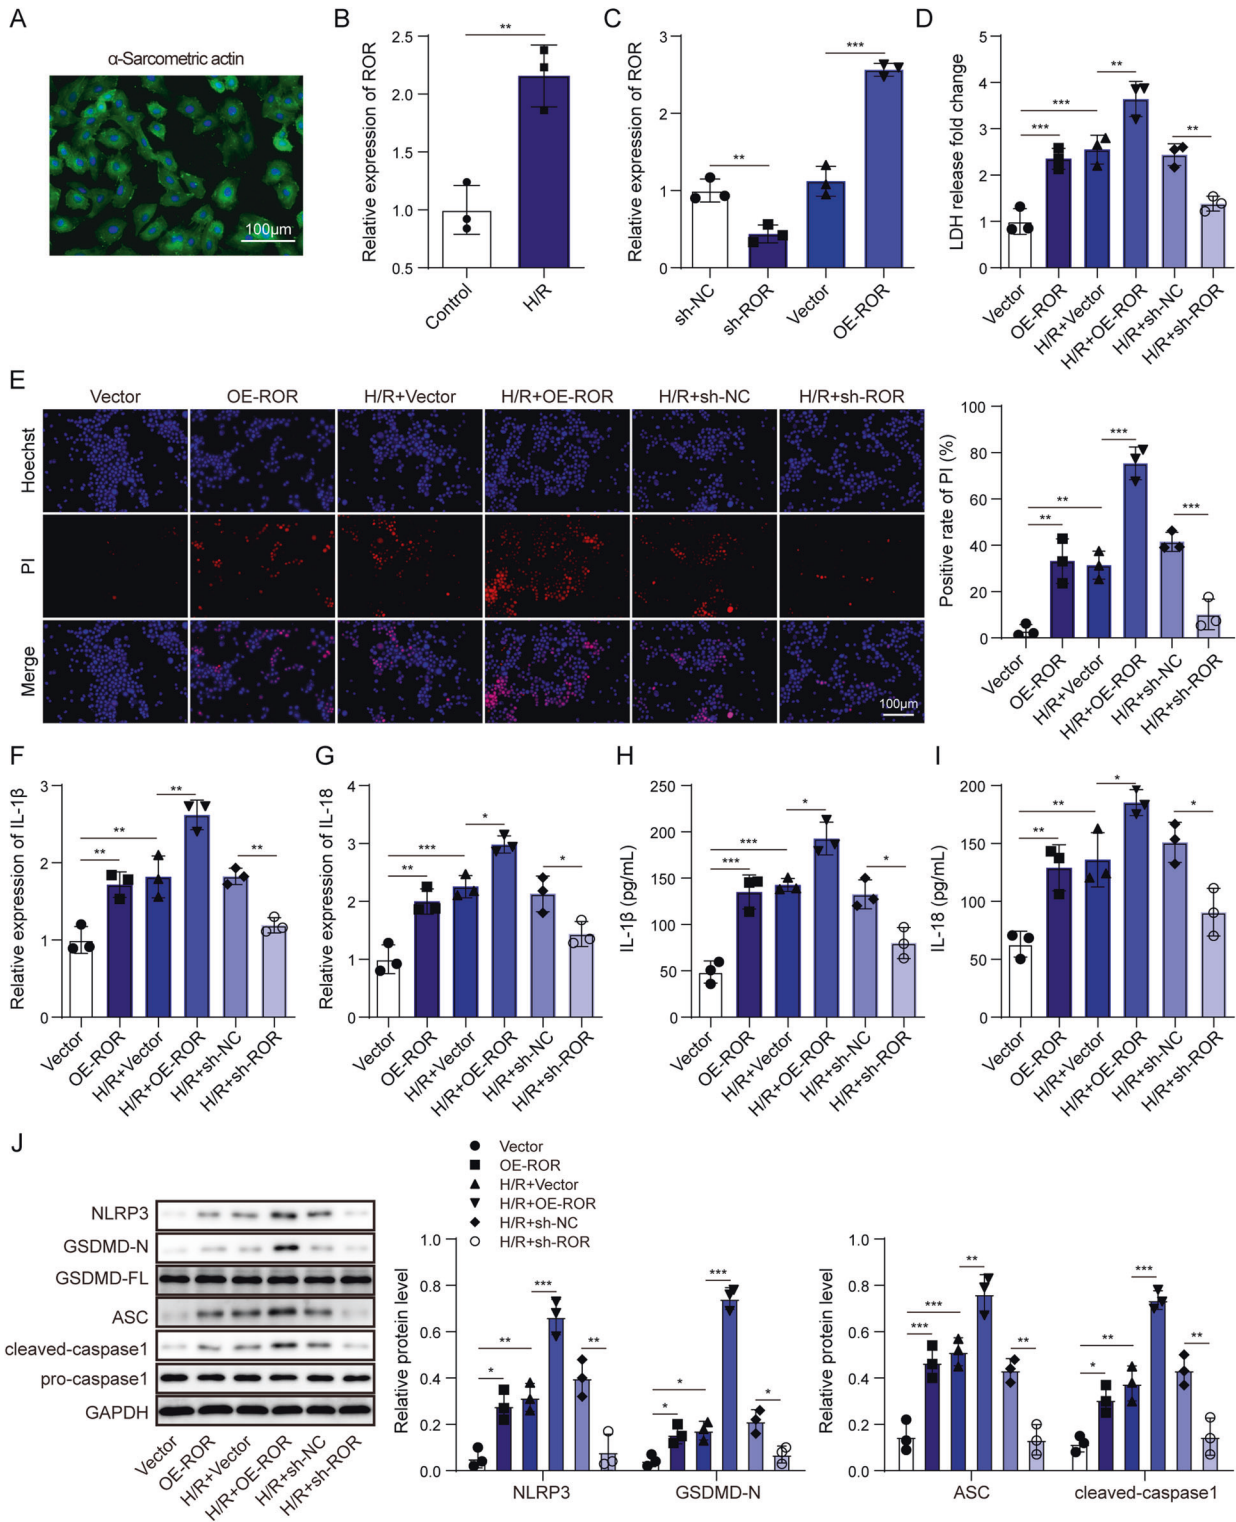 A
α-Sarcometric actin
100μm
B
Relative expression of ROR
2.5
2.0
1.5
1.0
0.5
**
Control
H/R
C
Relative expression of ROR
3
2
1
0
**
***
sh-NC
sh-ROR
Vector
OE-ROR
D
LDH release fold change
5
4
3
2
1
0
***
***
**
**
Vector
OE-ROR
H/R+Vector
H/R+OE-ROR
H/R+sh-NC
H/R+sh-ROR
E
Vector
OE-ROR
H/R+Vector
H/R+OE-ROR
H/R+sh-NC
H/R+sh-ROR
Hoechst
PI
Merge
100μm
Positive rate of PI (%)
100
80
60
40
20
0
**
**
***
***
Vector
OE-ROR
H/R+Vector
H/R+OE-ROR
H/R+sh-NC
H/R+sh-ROR
F
Relative expression of IL-1β
3
2
1
0
**
**
**
**
Vector
OE-ROR
H/R+Vector
H/R+OE-ROR
H/R+sh-NC
H/R+sh-ROR
G
Relative expression of IL-18
4
3
2
1
0
**
***
*
*
Vector
OE-ROR
H/R+Vector
H/R+OE-ROR
H/R+sh-NC
H/R+sh-ROR
H
IL-1β (pg/mL)
250
200
150
100
50
0
***
***
*
*
Vector
OE-ROR
H/R+Vector
H/R+OE-ROR
H/R+sh-NC
H/R+sh-ROR
I
IL-18 (pg/mL)
200
150
100
50
0
**
**
*
*
Vector
OE-ROR
H/R+Vector
H/R+OE-ROR
H/R+sh-NC
H/R+sh-ROR
J
NLRP3
GSDMD-N
GSDMD-FL
ASC
cleaved-caspase1
pro-caspase1
GAPDH
Vector
OE-ROR
H/R+Vector
H/R+OE-ROR
H/R+sh-NC
H/R+sh-ROR
Vector
OE-ROR
H/R+Vector
H/R+OE-ROR
H/R+sh-NC
H/R+sh-ROR
Relative protein level
1.0
0.8
0.6
0.4
0.2
0.0
*
**
***
**
*
*
***
*
NLRP3
GSDMD-N
Relative protein level
1.0
0.8
0.6
0.4
0.2
0.0
***
***
**
**
*
**
***
**
ASC
cleaved-caspase1